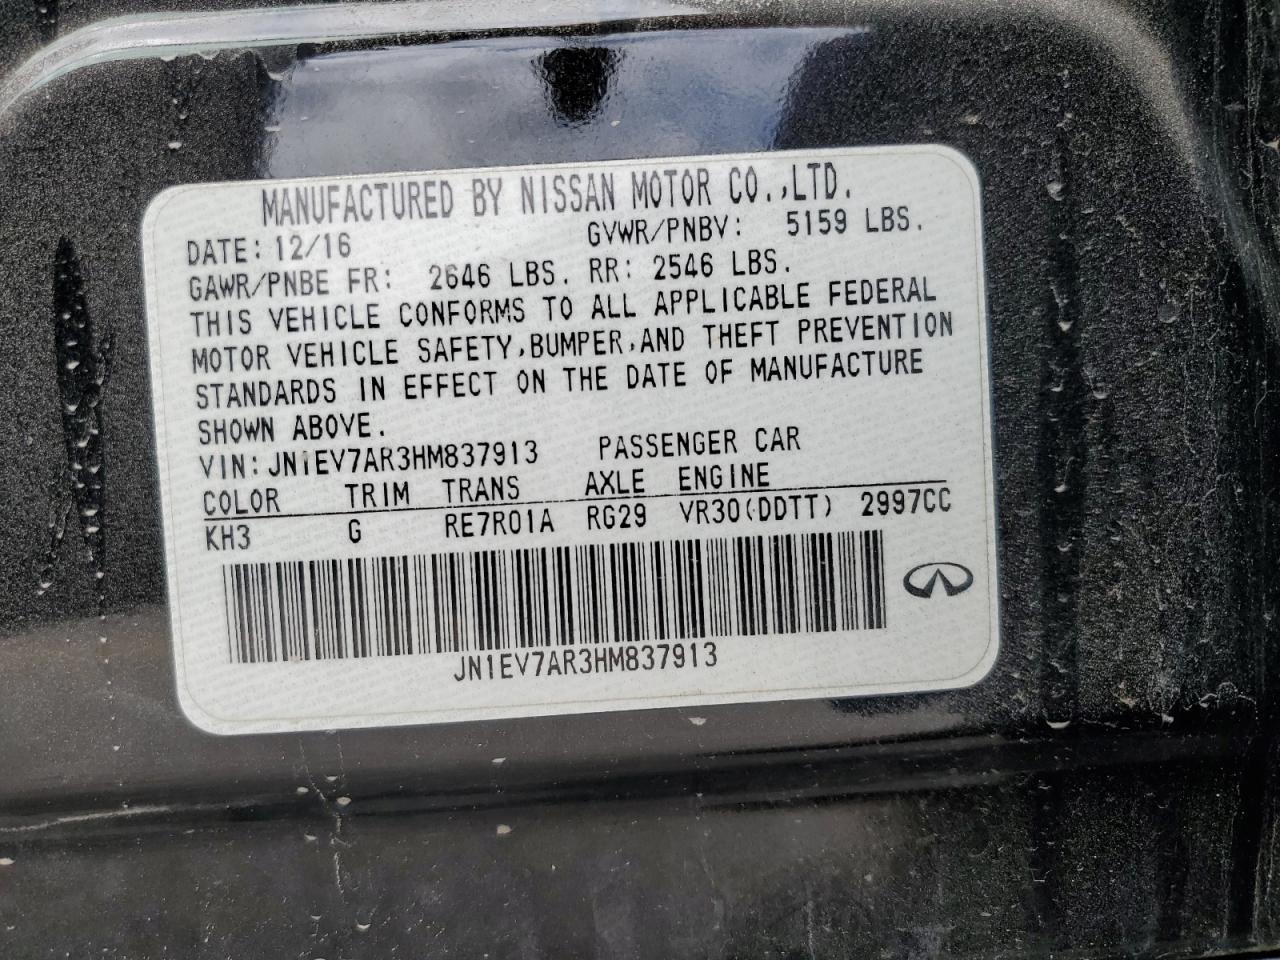 MANUFACTURED BY NISSAN MOTOR CO.,LTD.
DATE: 12/16 GVWR/PNBV: 5159 LBS.
GAWR/PNBE FR: 2646 LBS. RR: 2546 LBS.
THIS VEHICLE CONFORMS TO ALL APPLICABLE FEDERAL
MOTOR VEHICLE SAFETY,BUMPER,AND THEFT PREVENTION
STANDARDS IN EFFECT ON THE DATE OF MANUFACTURE
SHOWN ABOVE.
VIN:JN1EV7AR3HM837913 PASSENGER CAR
COLOR TRIM TRANS AXLE ENGINE
KH3 G RE7R01A RG29 VR30(DDTT) 2997CC
JN1EV7AR3HM837913